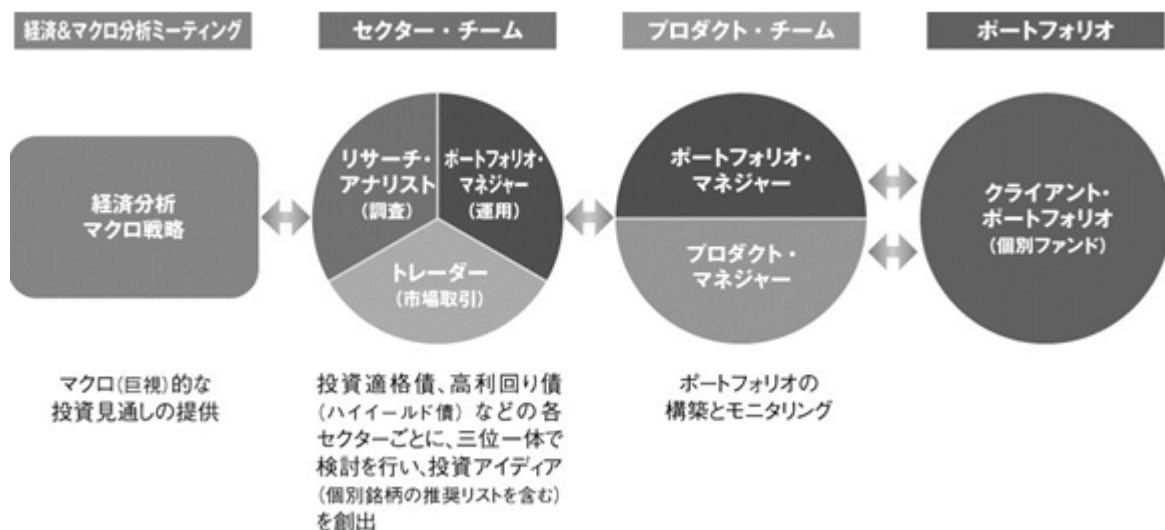 経済&マクロ分析ミーティング
セクター・チーム
プロダクト・チーム
ポートフォリオ
経済分析
マクロ戦略
リサーチ・
アナリスト
(調査)
ポートフォリオ・
マネジャー
(運用)
トレーダー
(市場取引)
ポートフォリオ・
マネジャー
プロダクト・
マネジャー
クライアント・
ポートフォリオ
(個別ファンド)
マクロ(巨視)的な
投資見通しの提供
投資適格債、高利回り債
(ハイイールド債)などの各
セクターごとに、三位一体で
検討を行い、投資アイディア
(個別銘柄の推奨リストを含む)
を創出
ポートフォリオの
構築とモニタリング